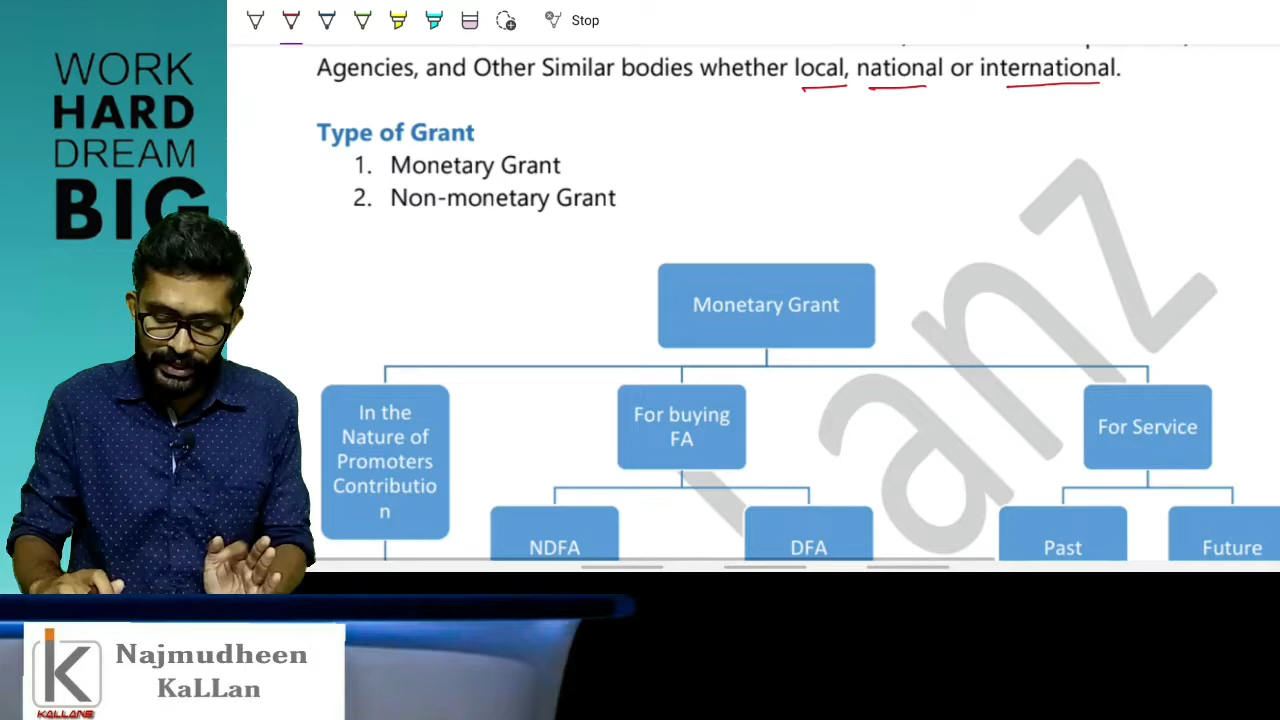 Stop
WORK
HARD
DREAM
BIG
Agencies, and Other Similar bodies whether local, national or international.
Type of Grant
1. Monetary Grant
2. Non-monetary Grant
Monetary Grant
In the
Nature of
Promoters
Contributio
n
For buying
FA
For Service
NDFA
DFA
Past
Future
anz
K
KALLANS
Najmudheen
KaLLan